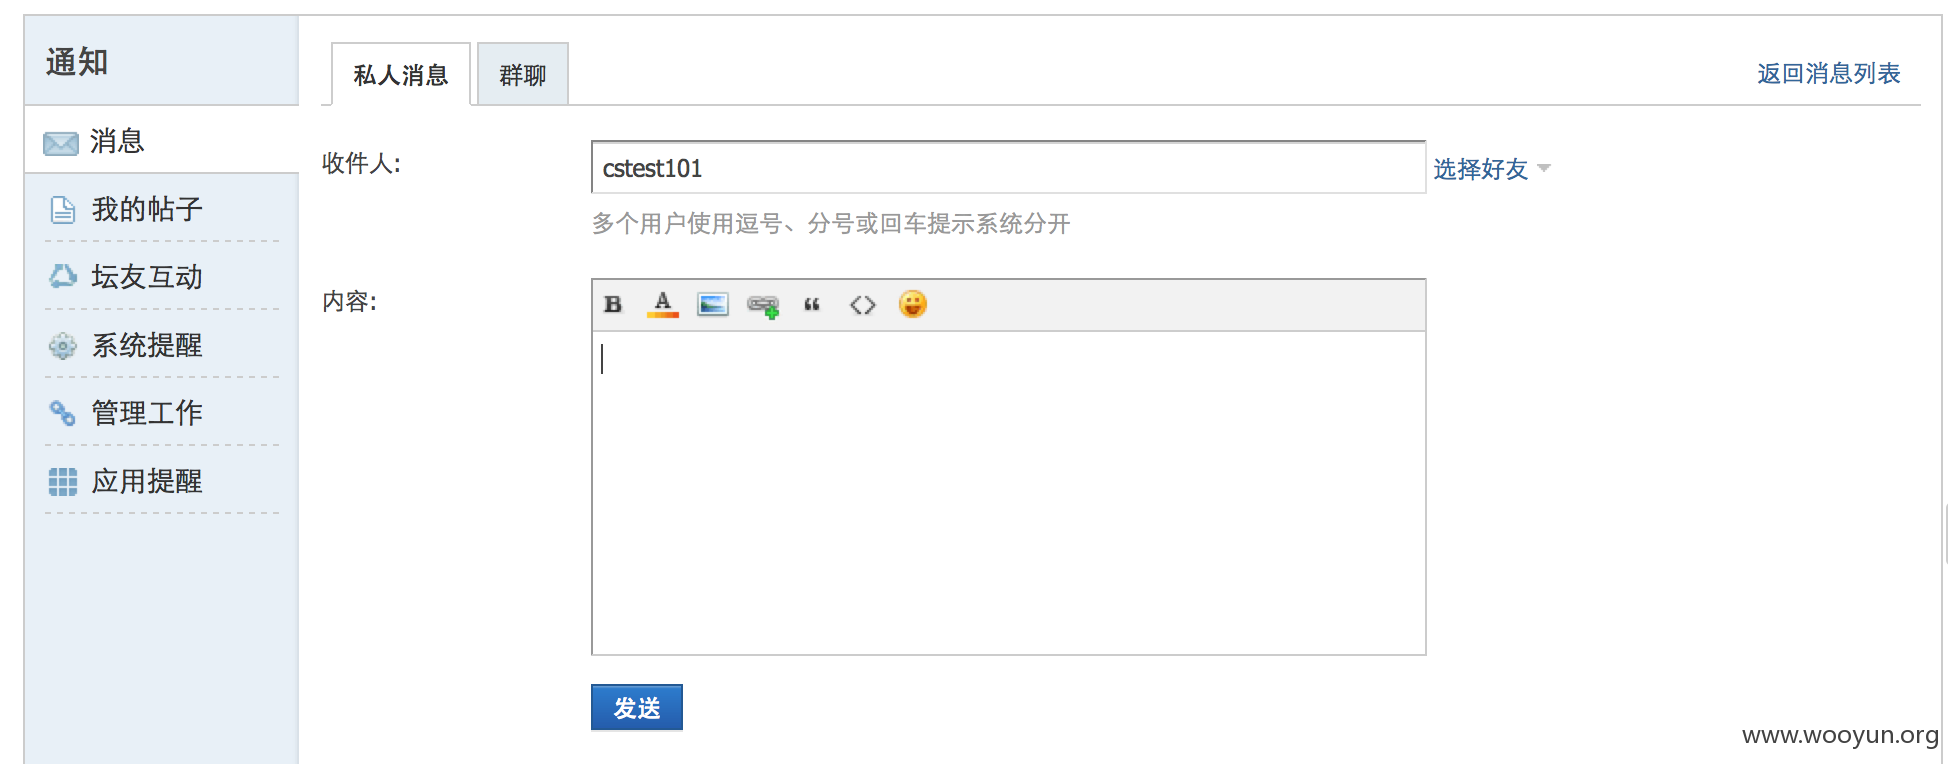 通知
私人消息 群聊 返回消息列表
消息
收件人: cstest101 选择好友
多个用户使用逗号、分号或回车提示系统分开
我的帖子
坛友互动
内容: B A “ <>
系统提醒
管理工作
应用提醒
发送
www.wooyun.org